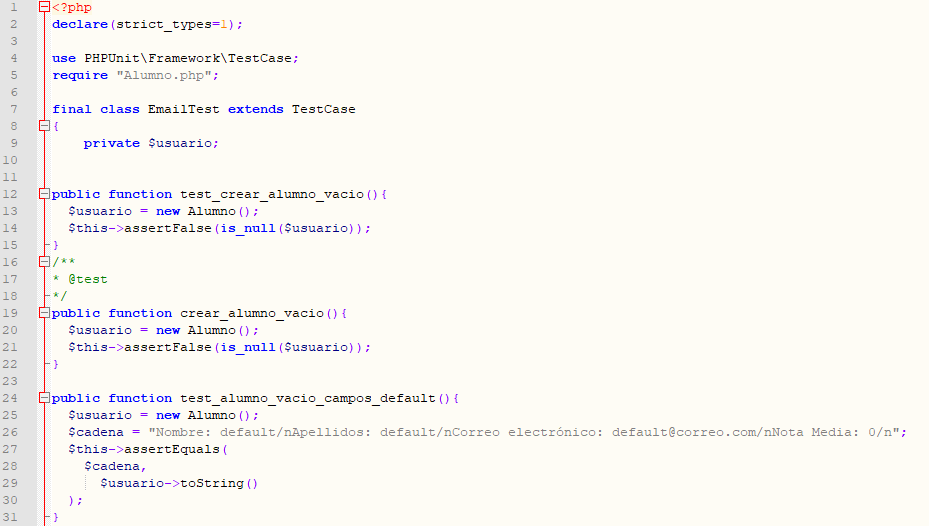 1 <?php
2 declare(strict_types=1);
3
4 use PHPUnit\Framework\TestCase;
5 require "Alumno.php";
6
7 final class EmailTest extends TestCase
8 {
9     private $usuario;
10
11
12 public function test_crear_alumno_vacio(){
13   $usuario = new Alumno();
14   $this->assertFalse(is_null($usuario));
15 }
16 /**
17 * @test
18 */
19 public function crear_alumno_vacio(){
20   $usuario = new Alumno();
21   $this->assertFalse(is_null($usuario));
22 }
23
24 public function test_alumno_vacio_campos_default(){
25   $usuario = new Alumno();
26   $cadena = "Nombre: default/nApellidos: default/nCorreo electrónico: default@correo.com/nNota Media: 0/n";
27   $this->assertEquals(
28     $cadena,
29       $usuario->toString()
30   );
31 }